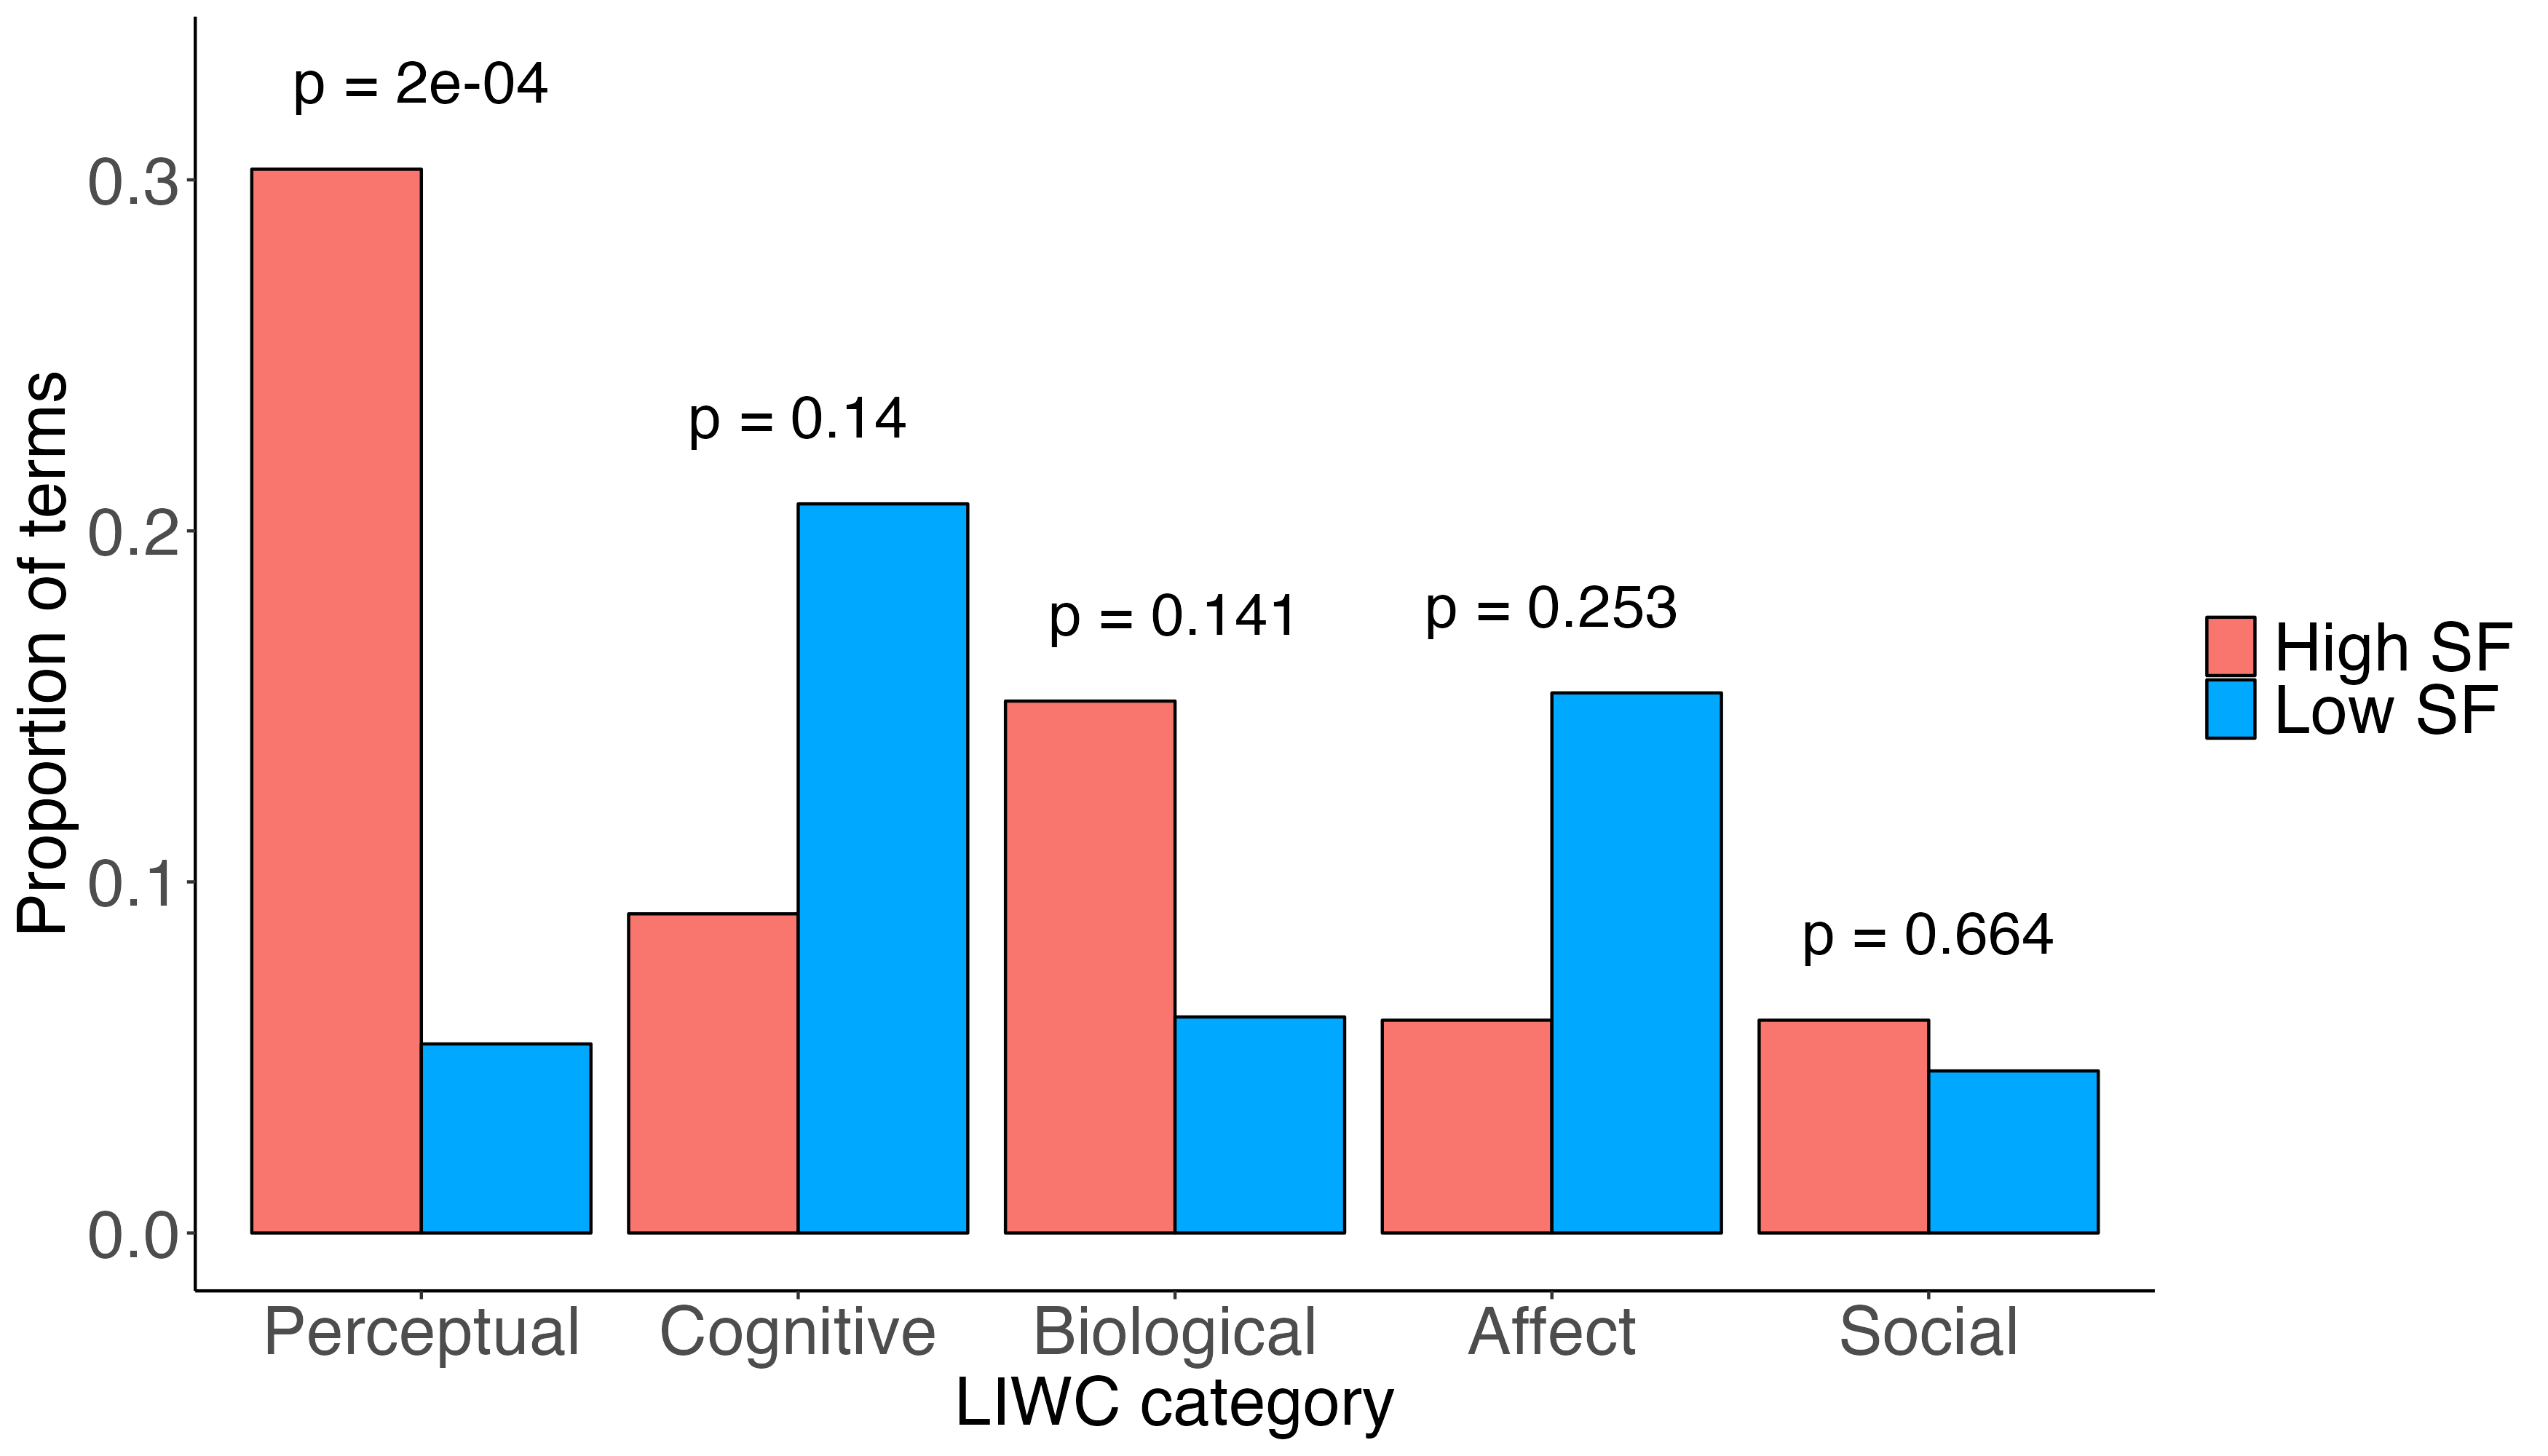 p = 2e-04
0.3
p = 0.14
0.2
p = 0.141
p = 0.253
High SF
Low SF
0.1
p = 0.664
0.0
Proportion of terms
Perceptual Cognitive Biological Affect Social
LIWC category